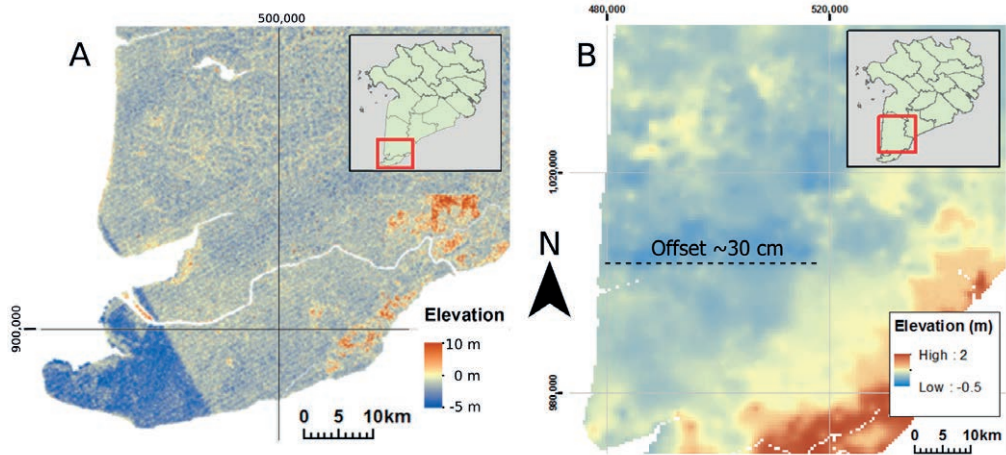 A
500,000
900,000
Elevation
10 m
0 m
-5 m
0 5 10km
B
480,000
520,000
1,020,000
Offset ~30 cm
N
980,000
Elevation (m)
High : 2
Low : -0.5
0 5 10km